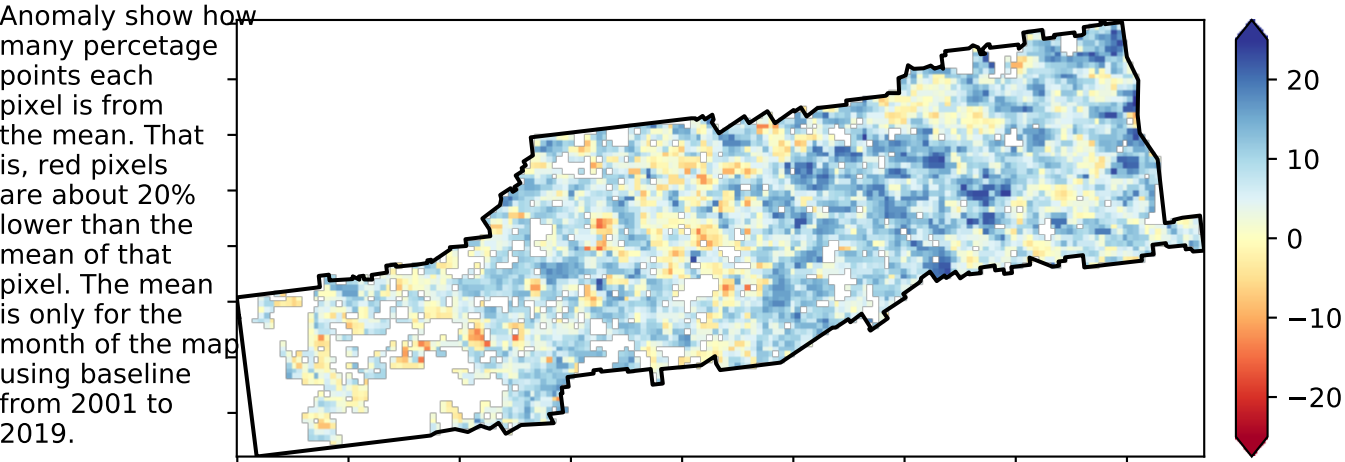 Anomaly show how
many percetage
points each
pixel is from
the mean. That
is, red pixels
are about 20%
lower than the
mean of that
pixel. The mean
is only for the
month of the map
using baseline
from 2001 to
2019.
20
10
0
−10
−20